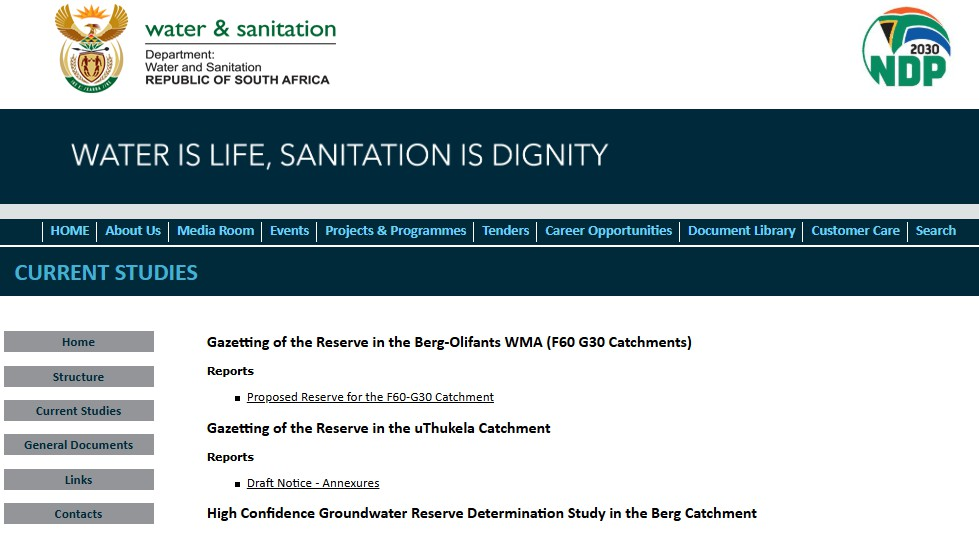 water & sanitation
Department:
Water and Sanitation
REPUBLIC OF SOUTH AFRICA
2030
NDP
WATER IS LIFE, SANITATION IS DIGNITY
HOME About Us Media Room Events Projects & Programmes Tenders Career Opportunities Document Library Customer Care Search
CURRENT STUDIES
Home
Structure
Current Studies
General Documents
Links
Contacts
Gazetting of the Reserve in the Berg-Olifants WMA (F60 G30 Catchments)
Reports
Proposed Reserve for the F60-G30 Catchment
Gazetting of the Reserve in the uThukela Catchment
Reports
Draft Notice - Annexures
High Confidence Groundwater Reserve Determination Study in the Berg Catchment